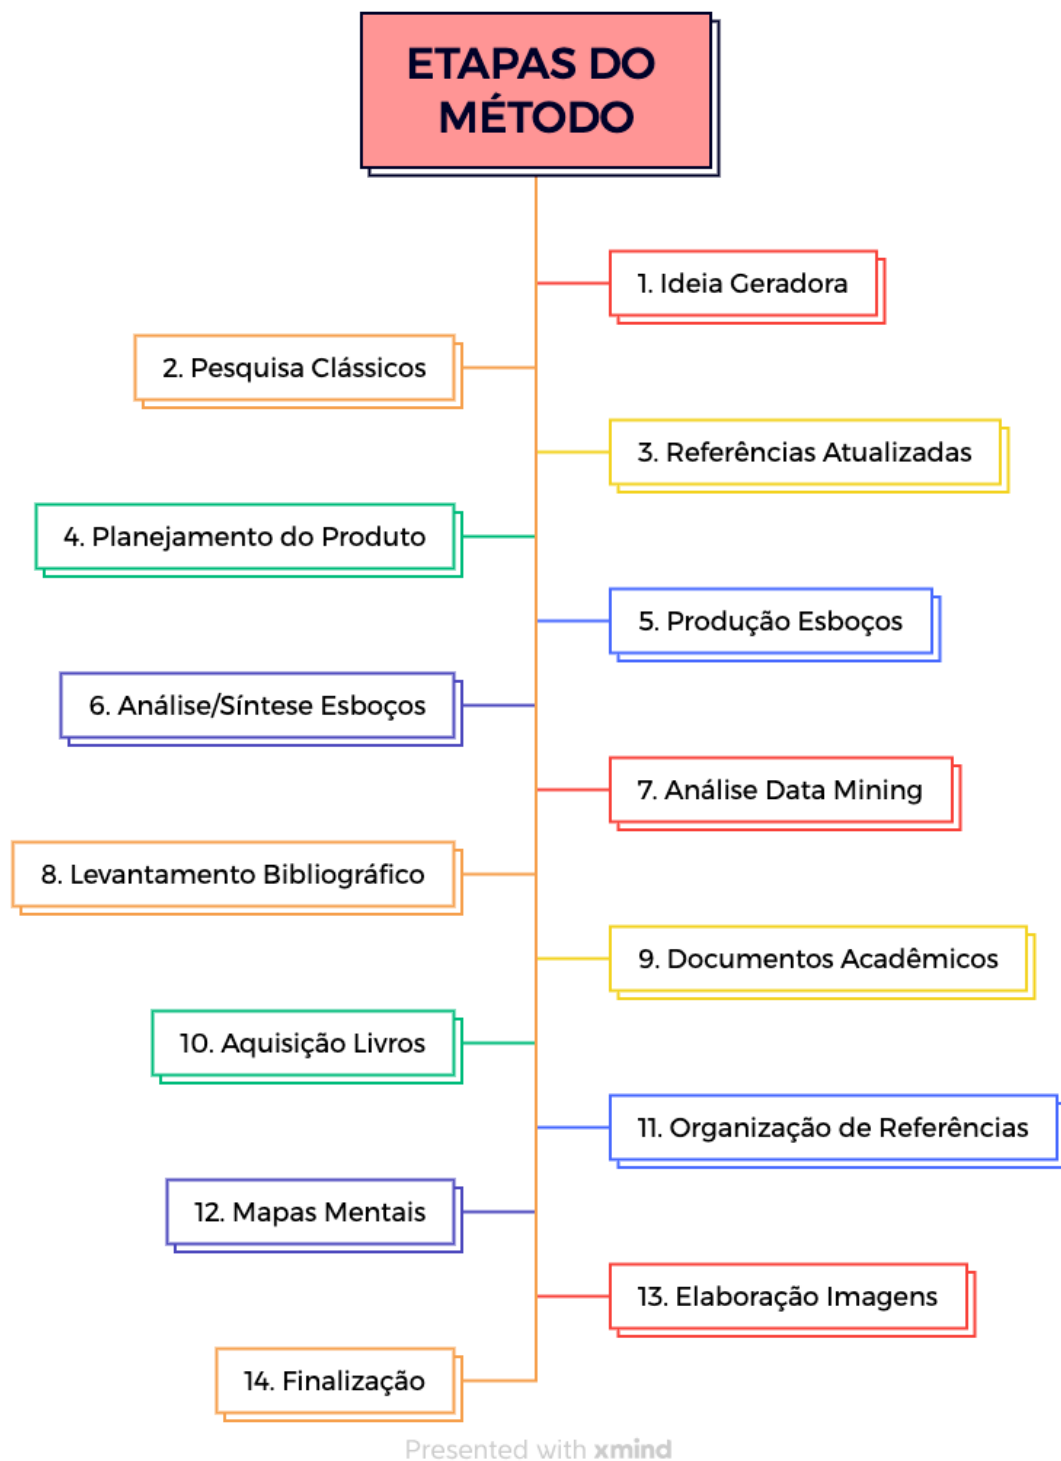 ETAPAS DO
MÉTODO
1. Ideia Geradora
2. Pesquisa Clássicos
3. Referências Atualizadas
4. Planejamento do Produto
5. Produção Esboços
6. Análise/Síntese Esboços
7. Análise Data Mining
8. Levantamento Bibliográfico
9. Documentos Acadêmicos
10. Aquisição Livros
11. Organização de Referências
12. Mapas Mentais
13. Elaboração Imagens
14. Finalização
Presented with xmind